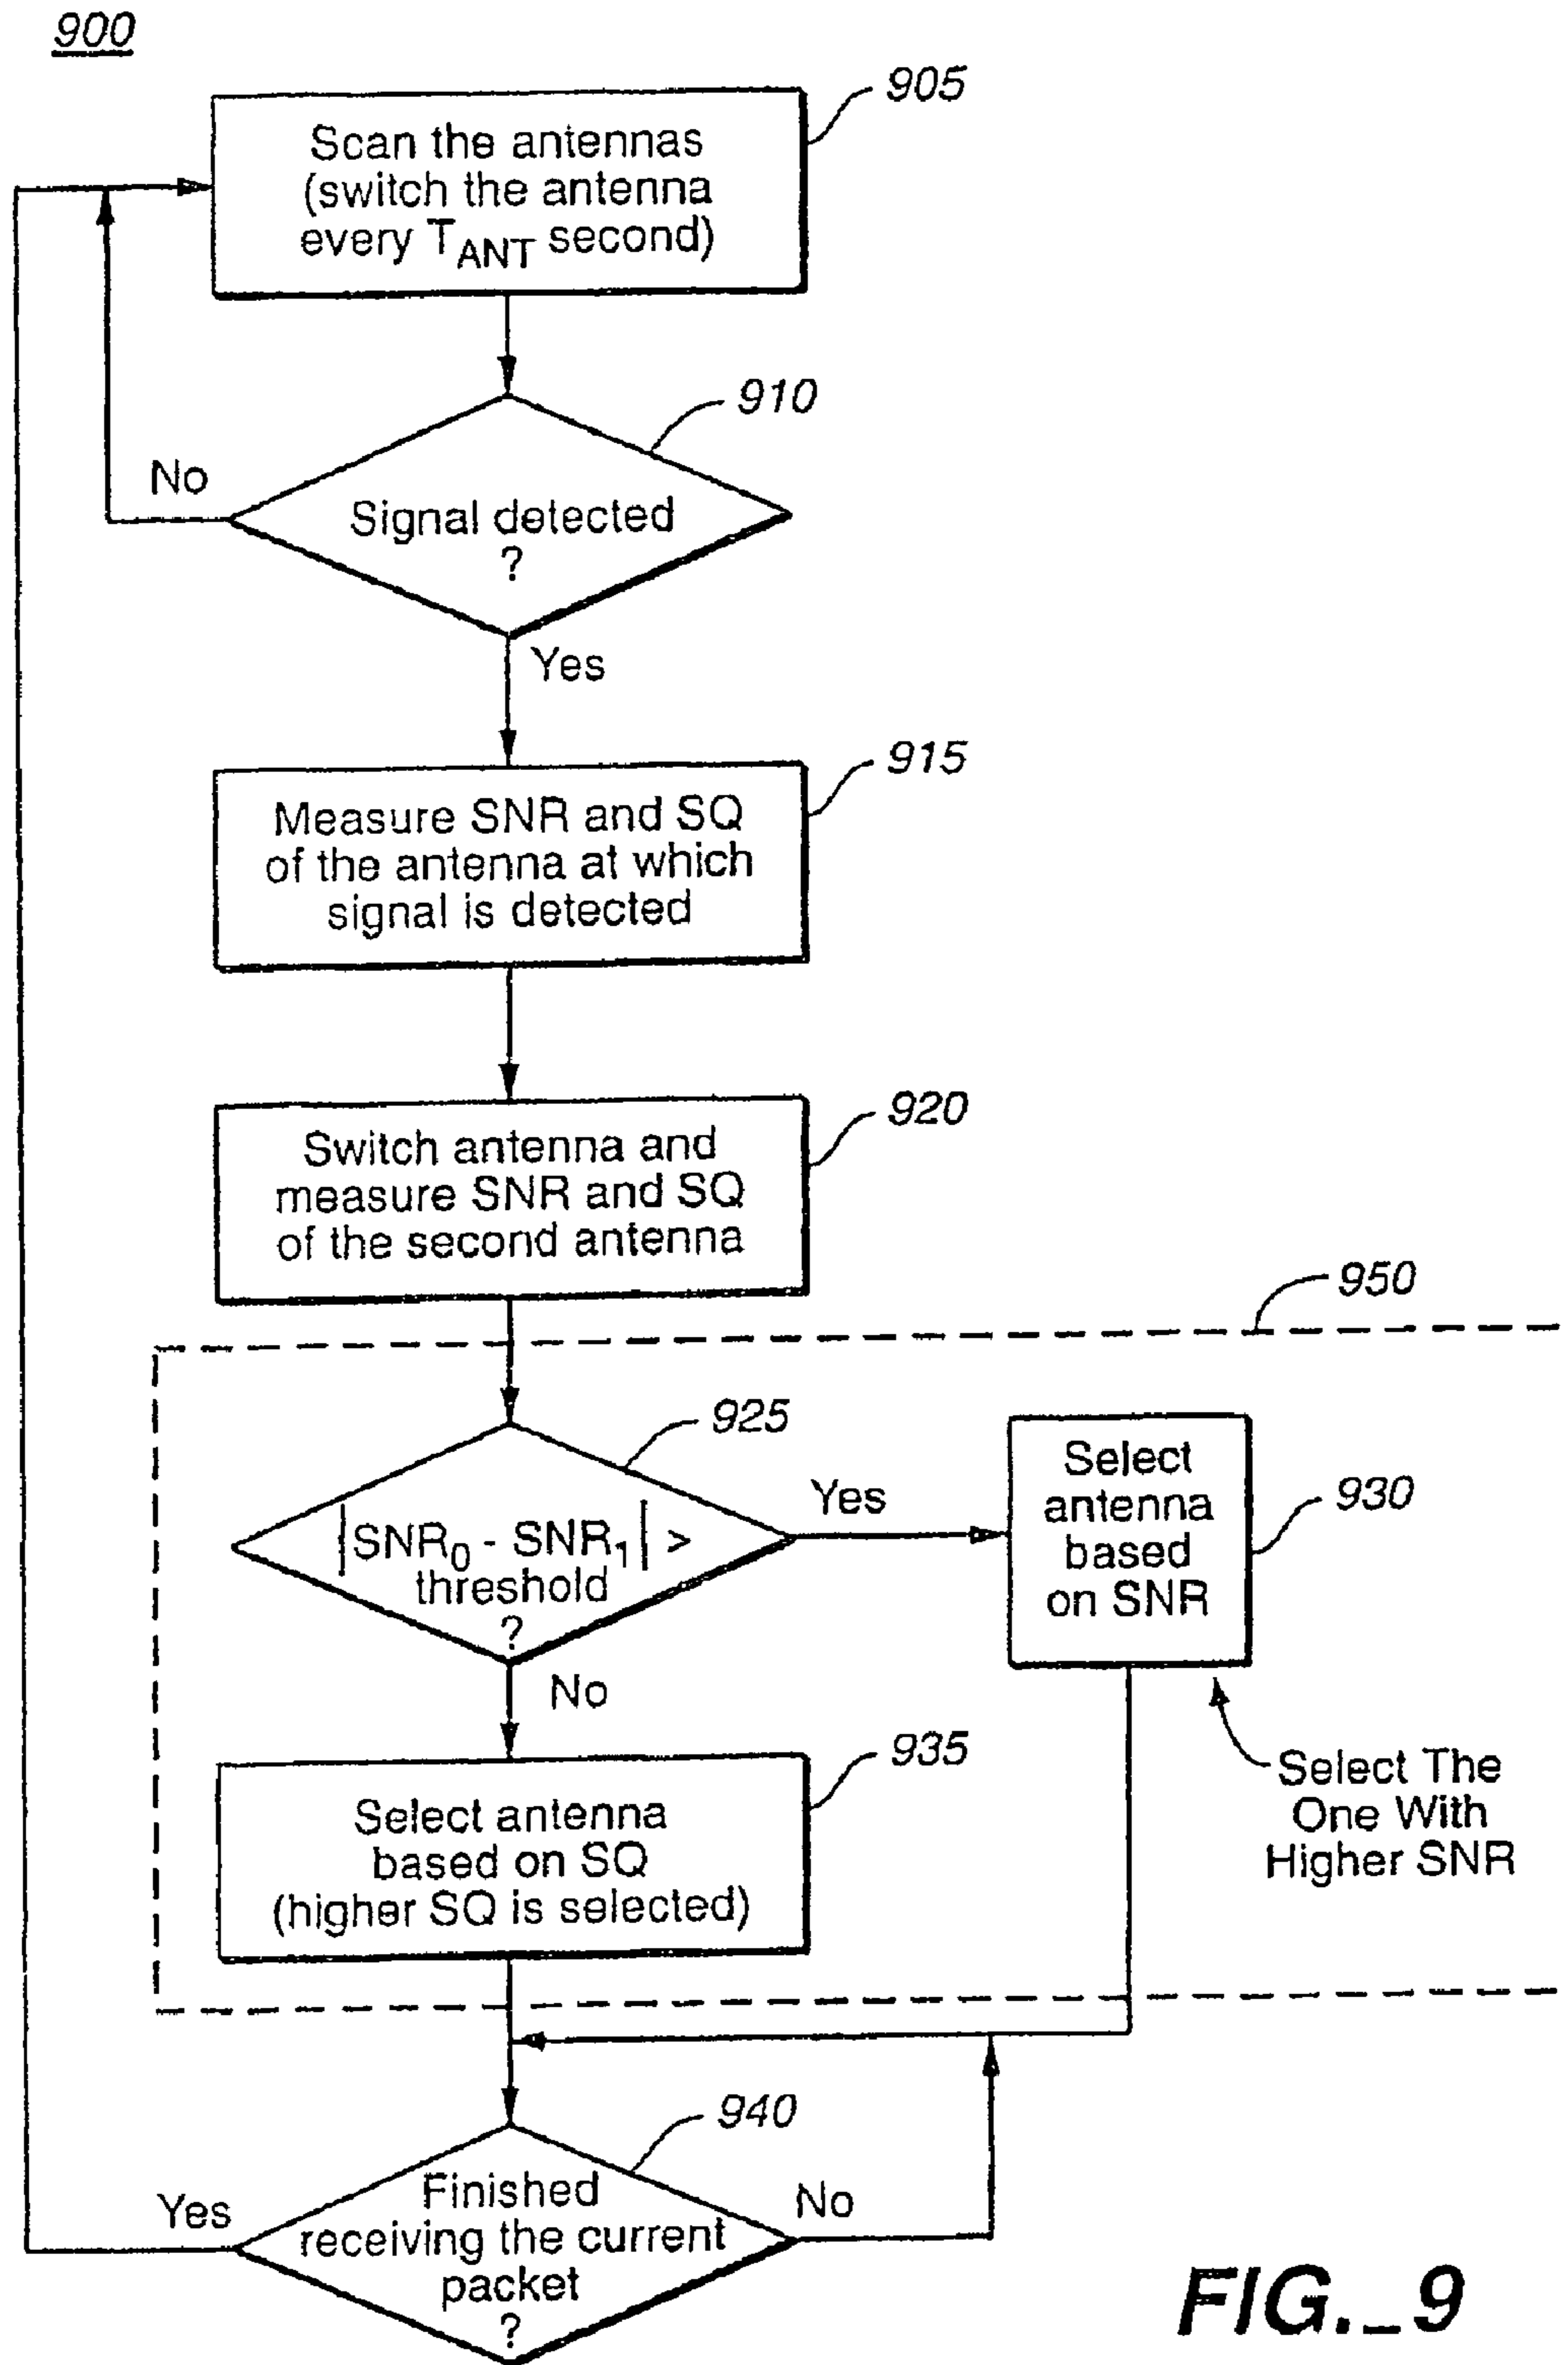 900
905
Scan the antennas
(switch the antenna
every T_ANT second)
910
No
Signal detected
?
Yes
915
Measure SNR and SQ
of the antenna at which
signal is detected
920
Switch antenna and
measure SNR and SQ
of the second antenna
950
925
|SNR₀ - SNR₁| >
threshold
?
Yes
Select
antenna
based
on SNR
930
No
935
Select antenna
based on SQ
(higher SQ is selected)
Select The
One With
Higher SNR
940
Yes
Finished
receiving the current
packet
?
No
FIG._9